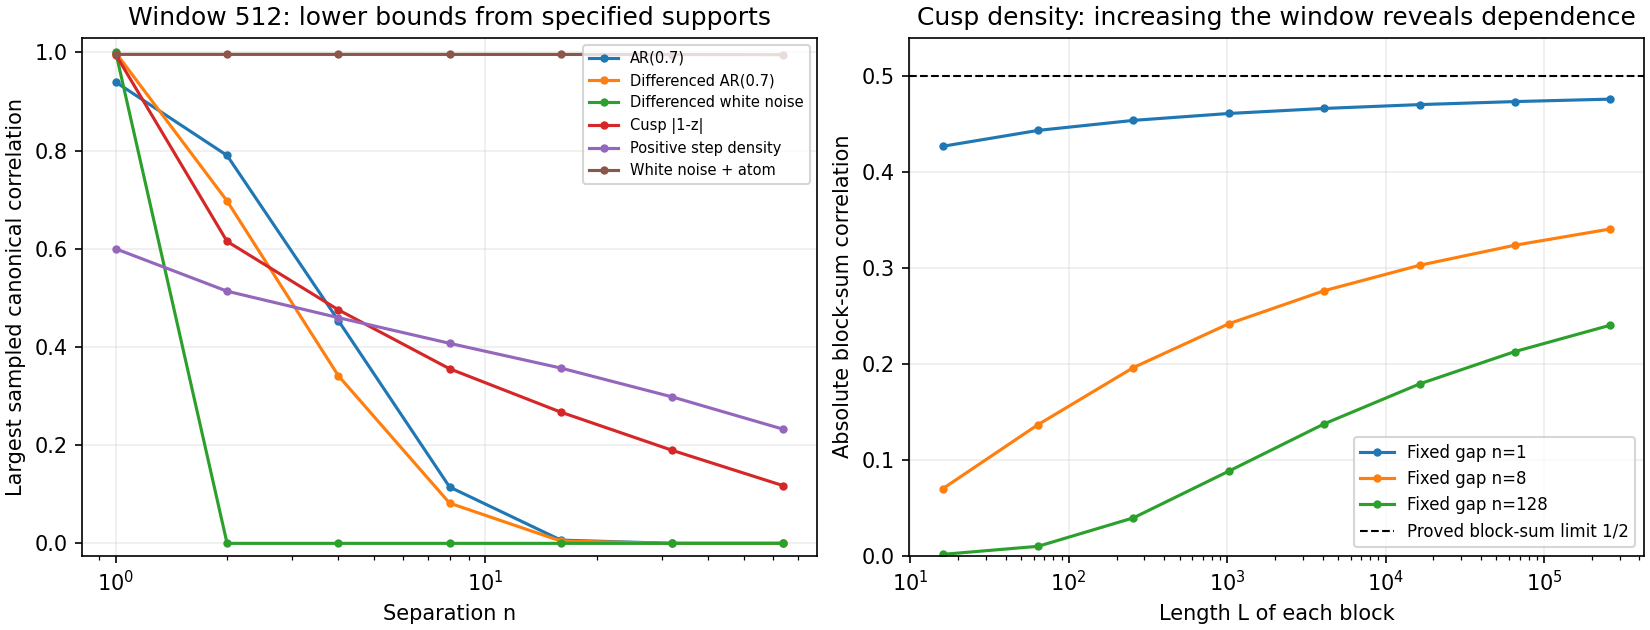 Window 512: lower bounds from specified supports
Largest sampled canonical correlation
1.0
0.8
0.6
0.4
0.2
0.0
AR(0.7)
Differenced AR(0.7)
Differenced white noise
Cusp |1-z|
Positive step density
White noise + atom
10⁰
10¹
Separation n
Cusp density: increasing the window reveals dependence
Absolute block-sum correlation
0.5
0.4
0.3
0.2
0.1
0.0
Fixed gap n=1
Fixed gap n=8
Fixed gap n=128
Proved block-sum limit 1/2
10¹
10²
10³
10⁴
10⁵
Length L of each block